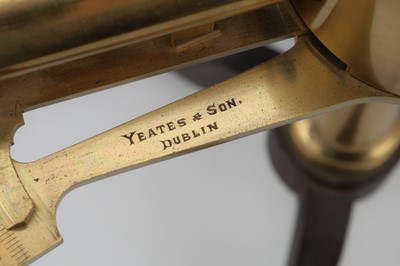 YEATES & SON,
DUBLIN